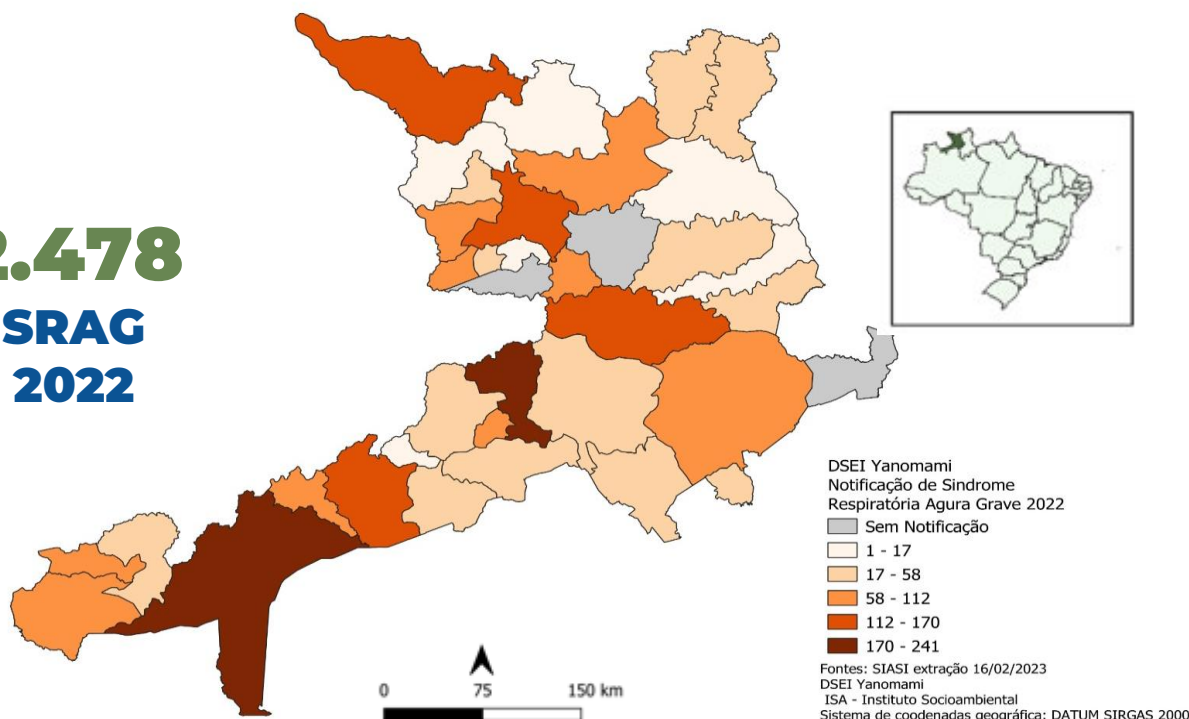 2.478
SRAG
2022
DSEI Yanomami
Notificação de Sindrome
Respiratória Agura Grave 2022
Sem Notificação
1 - 17
17 - 58
58 - 112
112 - 170
170 - 241
Fontes: SIASI extração 16/02/2023
DSEI Yanomami
ISA - Instituto Socioambiental
Sistema de coodenadas geográfica: DATUM SIRGAS 2000
0 75 150 km